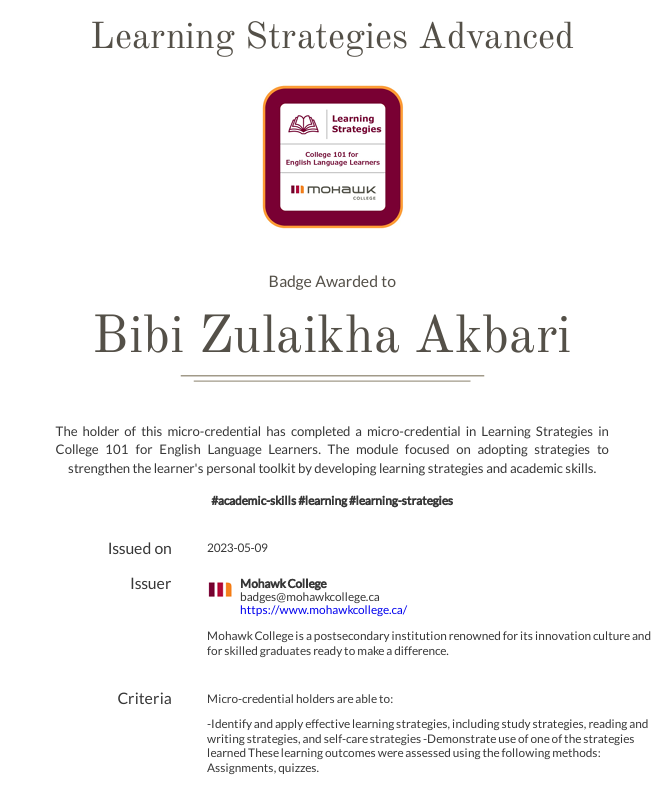 Learning Strategies Advanced
Learning
Strategies
College 101 for
English Language Learners
mohawk
COLLEGE
Badge Awarded to
Bibi Zulaikha Akbari
The holder of this micro-credential has completed a micro-credential in Learning Strategies in
College 101 for English Language Learners. The module focused on adopting strategies to
strengthen the learner's personal toolkit by developing learning strategies and academic skills.
#academic-skills #learning #learning-strategies
Issued on 2023-05-09
Issuer Mohawk College
badges@mohawkcollege.ca
https://www.mohawkcollege.ca/
Mohawk College is a postsecondary institution renowned for its innovation culture and
for skilled graduates ready to make a difference.
Criteria Micro-credential holders are able to:
-Identify and apply effective learning strategies, including study strategies, reading and
writing strategies, and self-care strategies -Demonstrate use of one of the strategies
learned These learning outcomes were assessed using the following methods:
Assignments, quizzes.